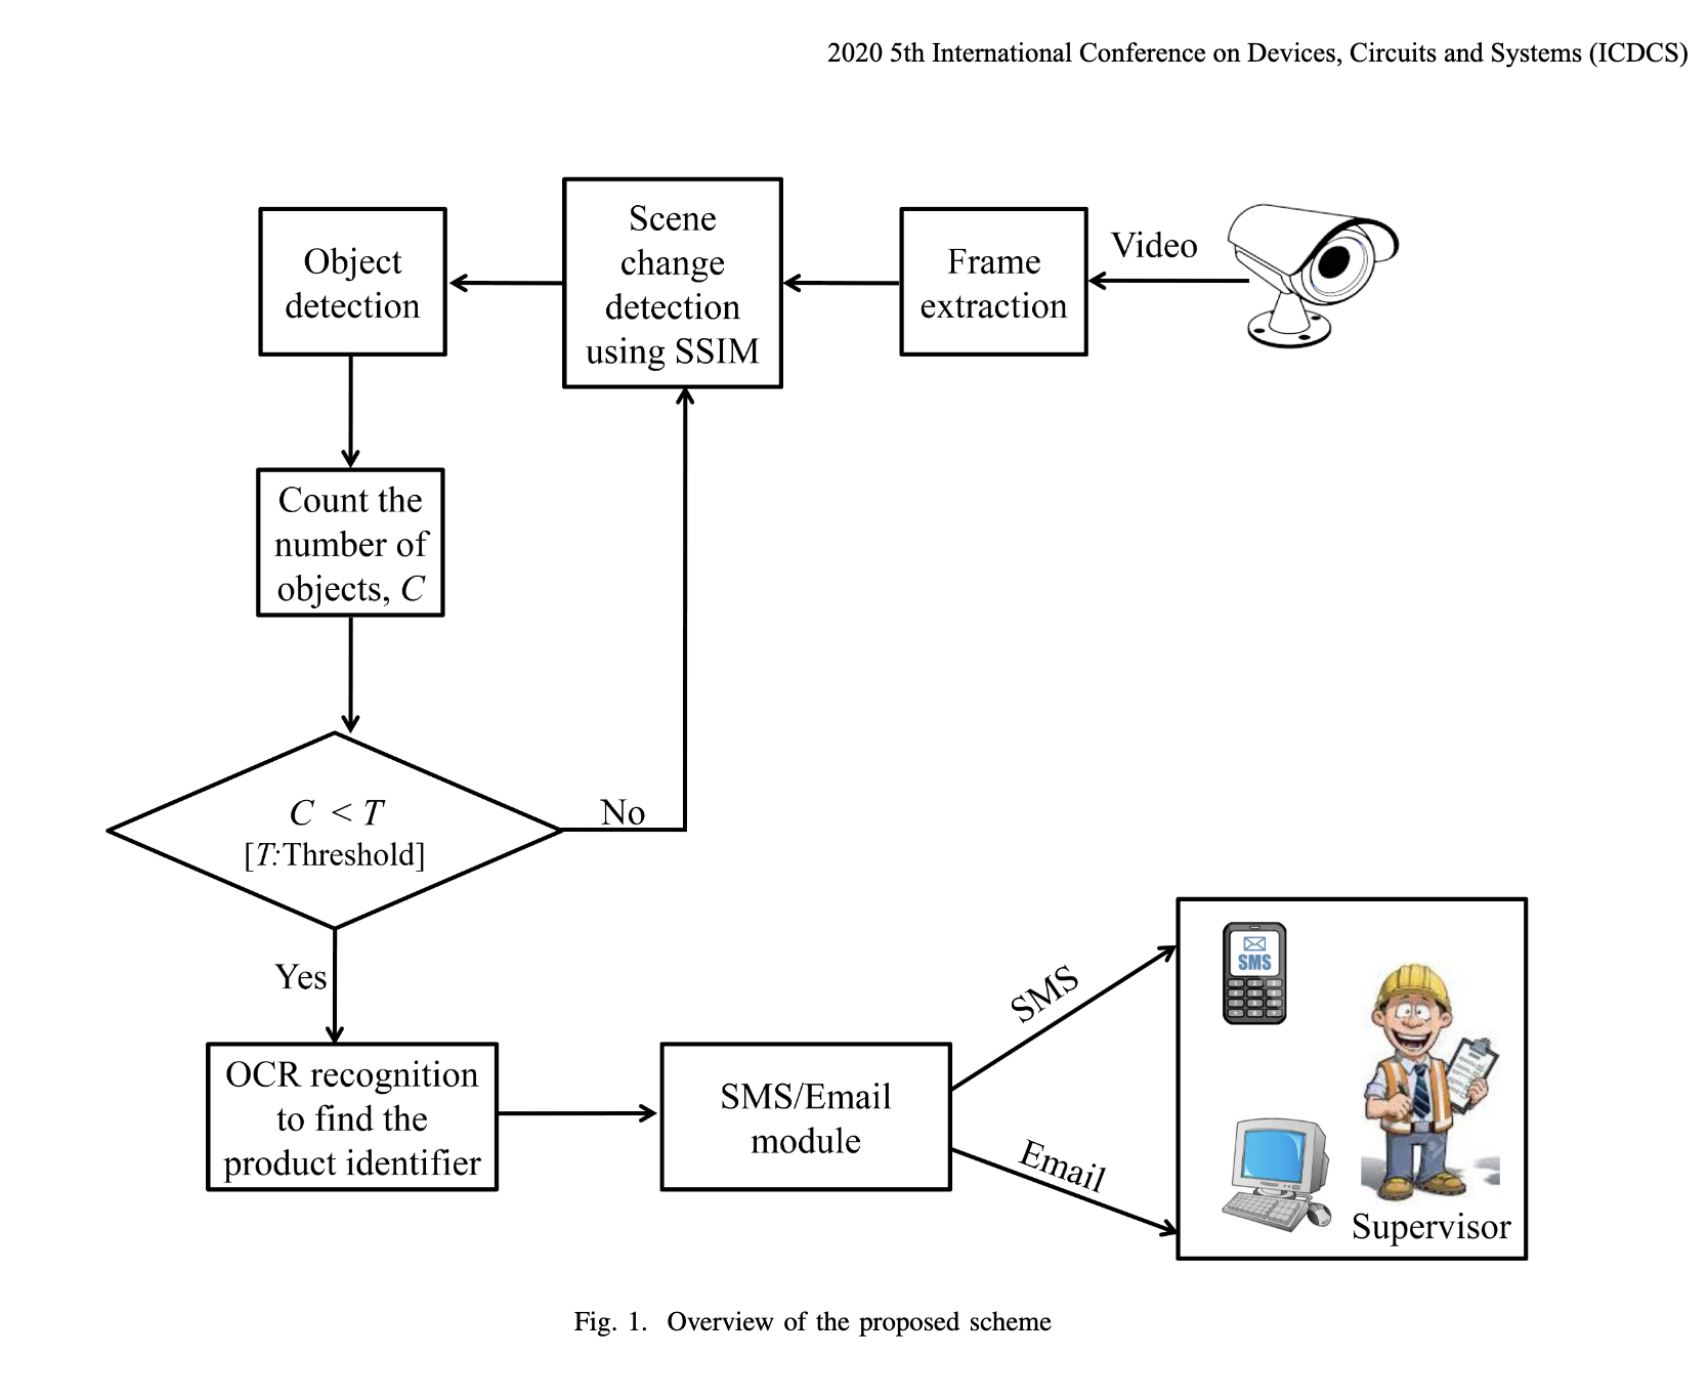 2020 5th International Conference on Devices, Circuits and Systems (ICDCS)
Object
detection
Scene
change
detection
using SSIM
Frame
extraction
Video
Count the
number of
objects, C
C < T
[T:Threshold]
No
Yes
OCR recognition
to find the
product identifier
SMS/Email
module
SMS
Email
SMS
Supervisor
Fig. 1. Overview of the proposed scheme